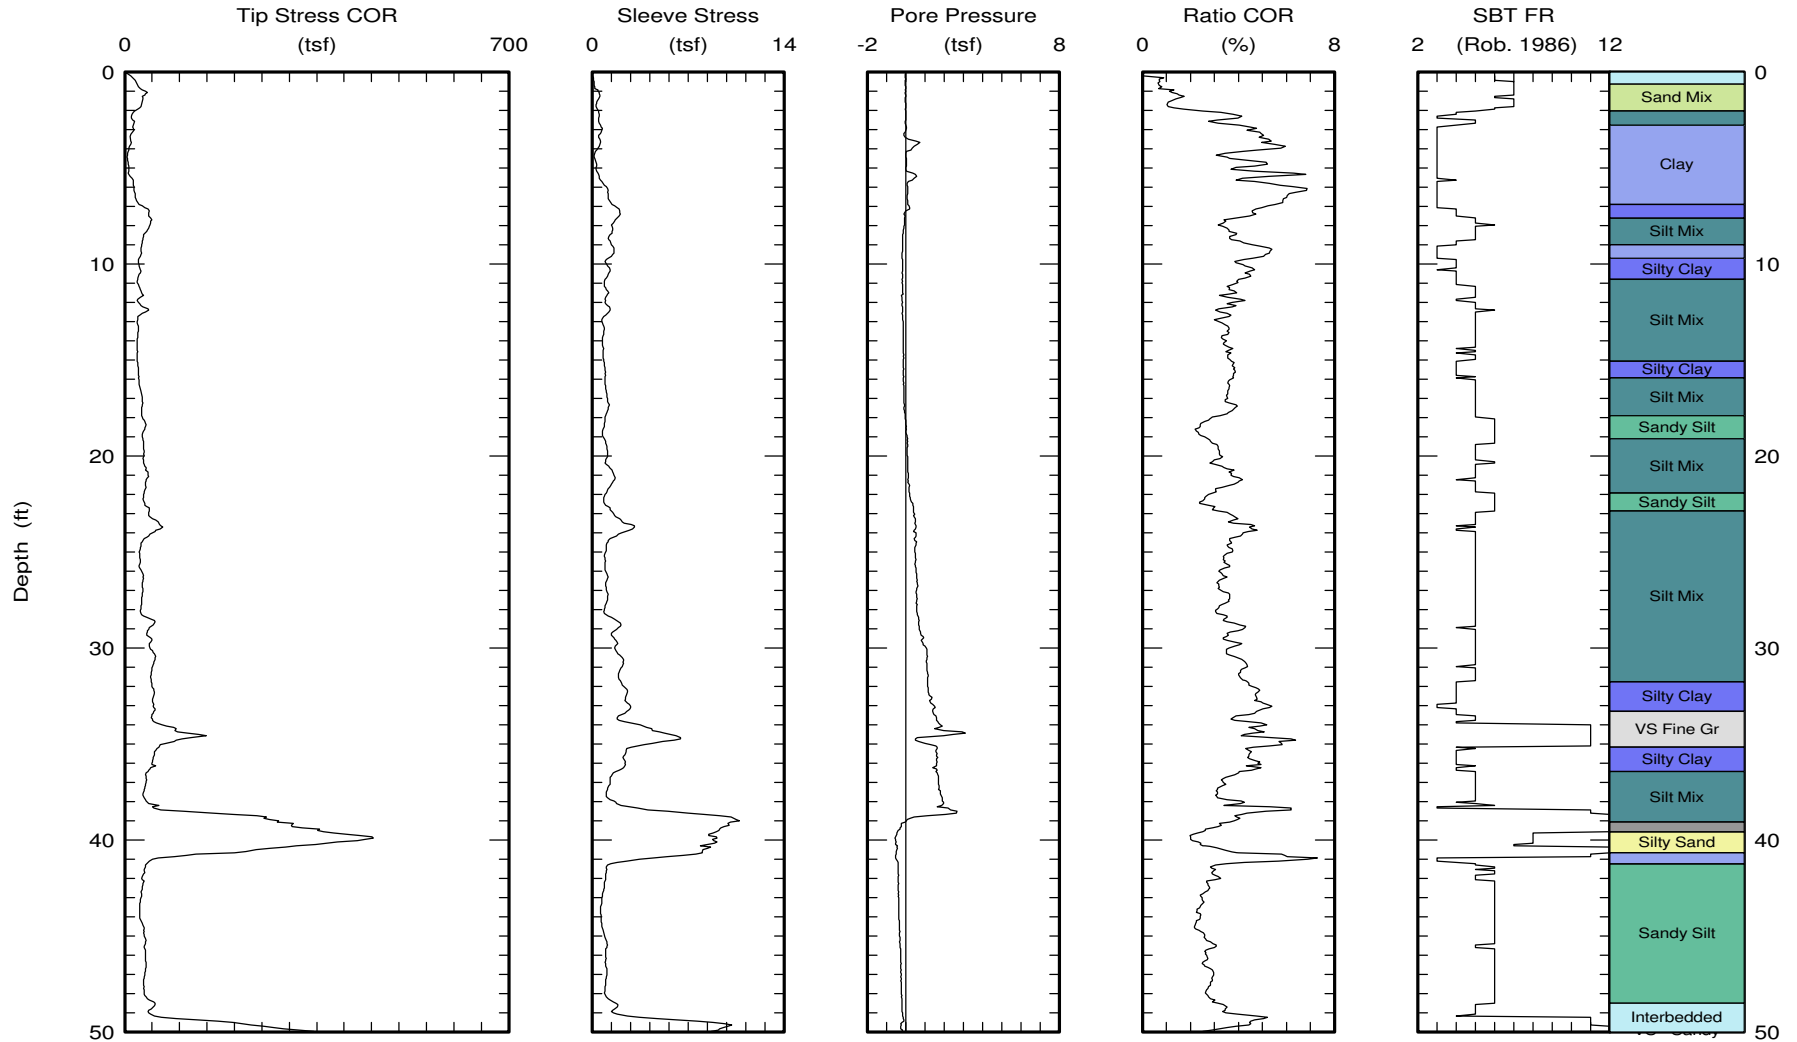 Tip Stress COR Sleeve Stress Pore Pressure Ratio COR SBT FR
0 (tsf) 700 0 (tsf) 14 -2 (tsf) 8 0 (%) 8 2 (Rob. 1986) 12
0 0
Sand Mix
Clay
Silt Mix
10 Silty Clay 10
Silt Mix
Silty Clay
Silt Mix
Sandy Silt
20 Silt Mix 20
Sandy Silt
Depth (ft)
Silt Mix
30 30
Silty Clay
VS Fine Gr
Silty Clay
Silt Mix
40 Silty Sand 40
Sandy Silt
Interbedded
50 50